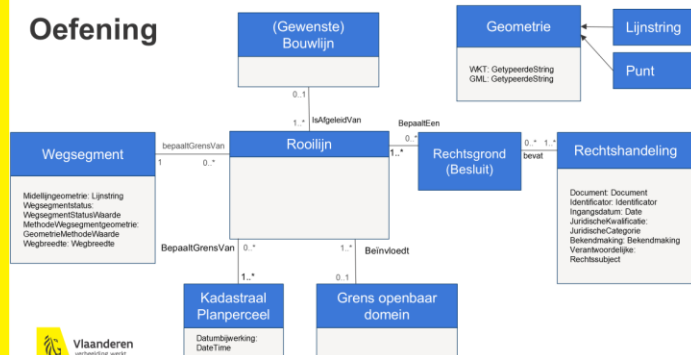 Oefening
(Gewenste)
Bouwlijn
Geometrie
WKT: GetypeerdeString
GML: GetypeerdeString
Lijnstring
Punt
0..1
1..*
IsAfgeleidVan
BepaaltEen
Wegsegment
Middellijngeometrie: Lijnstring
Wegsegmentstatus:
WegsegmentStatusWaarde
MethodeWegsegmentgeometrie:
GeometrieMethodeWaarde
Wegbreedte: Wegbreedte
bepaaltGrensVan
1
0..*
Rooilijn
0..*
1..*
Rechtsgrond
(Besluit)
0..*
1..*
bevat
Rechtshandeling
Document: Document
Identificator: Identificator
Ingangsdatum: Date
JuridischeKwalificatie:
JuridischeCategorie
Bekendmaking: Bekendmaking
Verantwoordelijke:
Rechtssubject
BepaaltGrensVan
0..*
1..*
1..*
Beïnvloedt
0..1
Kadastraal
Planperceel
Datumbijwerking:
DateTime
Grens openbaar
domein
Vlaanderen
verbeelding werkt